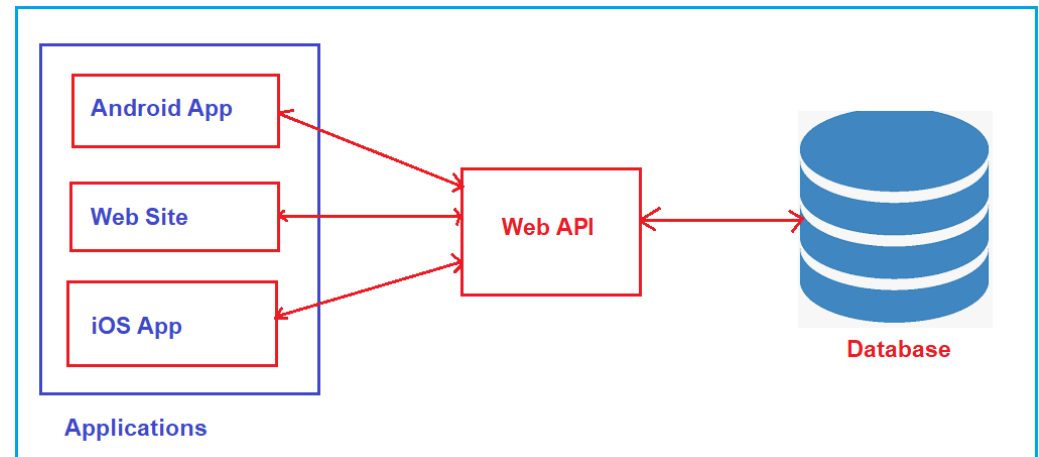 Android App
Web Site
iOS App
Applications
Web API
Database